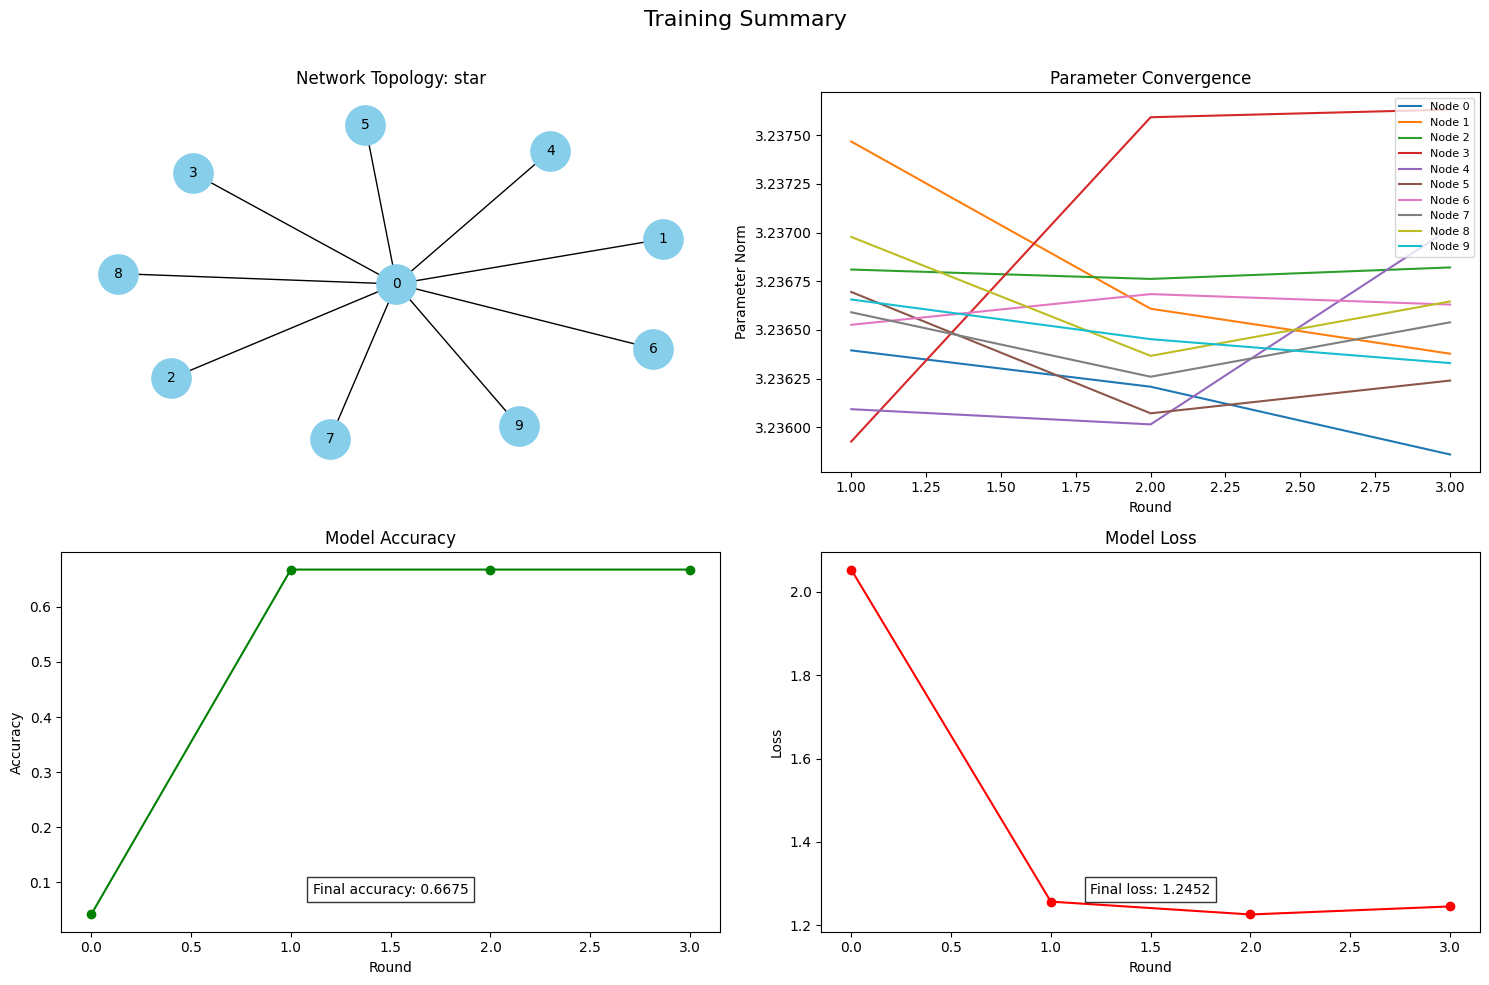 Training Summary
Network Topology: star
5
4
3
1
8
0
6
2
9
7
Parameter Convergence
Parameter Norm
3.23750
3.23725
3.23700
3.23675
3.23650
3.23625
3.23600
Node 0
Node 1
Node 2
Node 3
Node 4
Node 5
Node 6
Node 7
Node 8
Node 9
1.00 1.25 1.50 1.75 2.00 2.25 2.50 2.75 3.00
Round
Model Accuracy
Accuracy
0.6
0.5
0.4
0.3
0.2
0.1
Final accuracy: 0.6675
0.0 0.5 1.0 1.5 2.0 2.5 3.0
Round
Model Loss
Loss
2.0
1.8
1.6
1.4
1.2
Final loss: 1.2452
0.0 0.5 1.0 1.5 2.0 2.5 3.0
Round